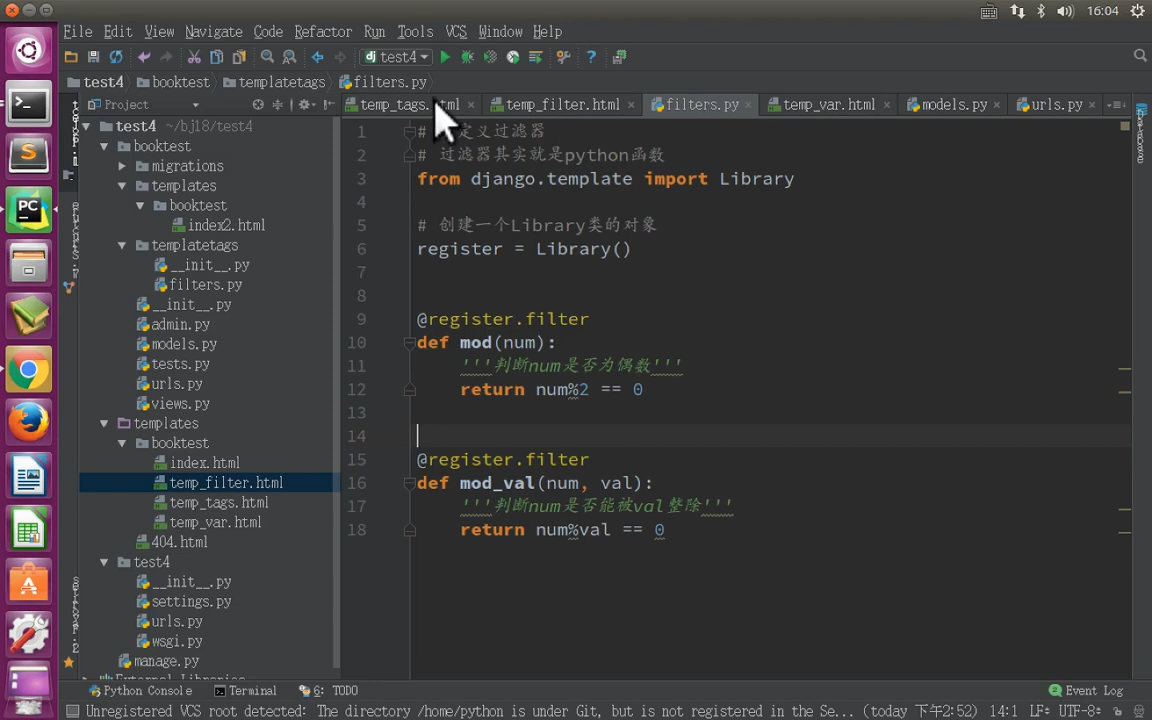 16:04
File Edit View Navigate Code Refactor Run Tools VCS Window Help
test4
test4 booktest templatetags filters.py
Project
temp_tags. html temp_filter.html filters.py temp_var.html models.py urls.py
test4 ~/bj18/test4
booktest
migrations
templates
booktest
index2.html
templatetags
__init__.py
filters.py
__init__.py
admin.py
models.py
tests.py
urls.py
views.py
templates
booktest
index.html
temp_filter.html
temp_tags.html
temp_var.html
404.html
test4
__init__.py
settings.py
urls.py
wsgi.py
manage.py
1 # 定义过滤器
2 # 过滤器其实就是python函数
3 from django.template import Library
4
5 # 创建一个Library类的对象
6 register = Library()
7
8
9 @register.filter
10 def mod(num):
11 '''判断num是否为偶数'''
12 return num%2 == 0
13
14
15 @register.filter
16 def mod_val(num, val):
17 '''判断num是否能被val整除'''
18 return num%val == 0
Python Console Terminal 6: TODO Event Log
Unregistered VCS root detected: The directory /home/python is under Git, but is not registered in the Se... (today 下午2:52) 14:1 LF UTF-8